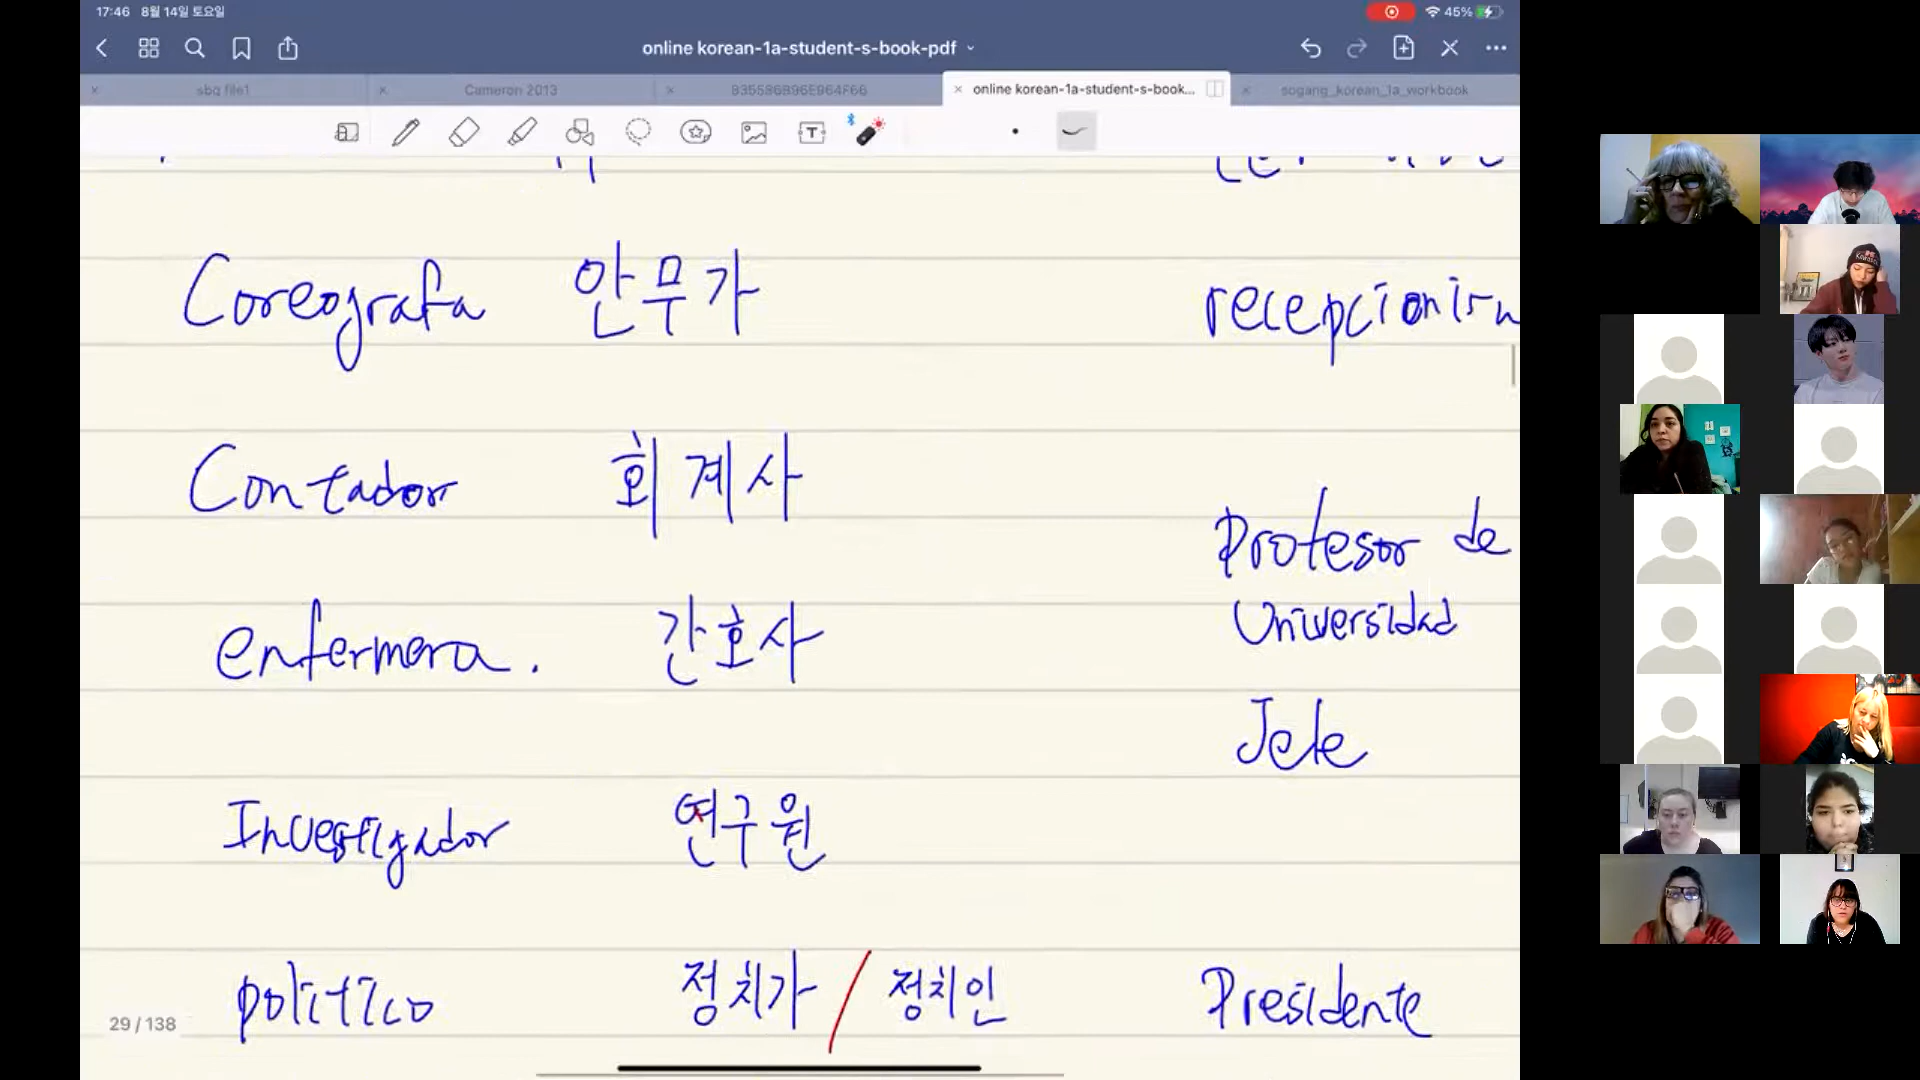 17:46 8월 14일 토요일
45%
online korean-1a-student-s-book-pdf
sbq file1
Cameron 2013
935586B96E964F66
online korean-1a-student-s-book...
sogang_korean_1a_workbook
T
Coreografa 안무가
Contador 회계사
Profesor de
Universidad
enfermera. 간호사
Jefe
Investigador 연구원
político 정치가 / 정치인 Presidente
29 / 138